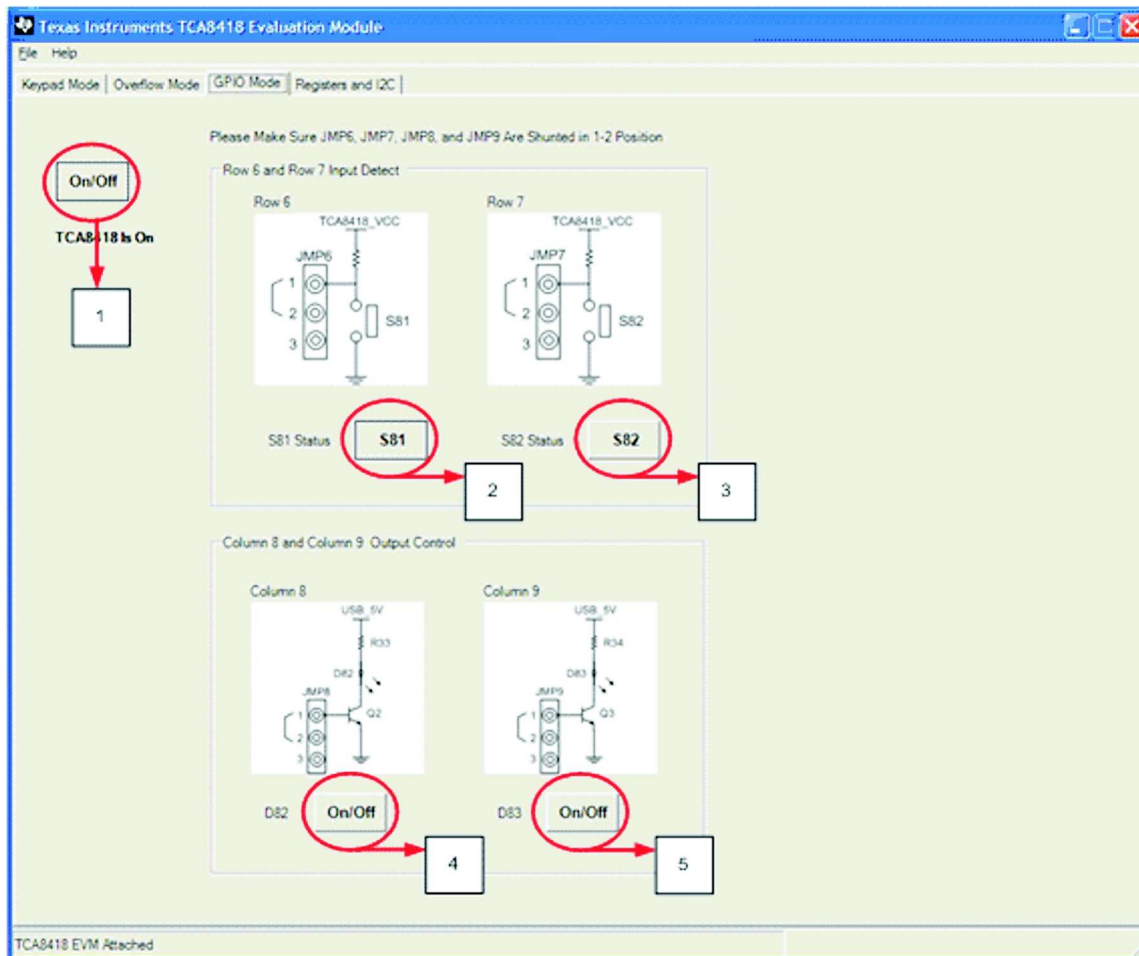 Texas Instruments TCA8418 Evaluation Module
File Help
Keypad Mode Overflow Mode GPIO Mode Registers and I2C
Please Make Sure JMP6, JMP7, JMP8, and JMP9 Are Shunted in 1-2 Position
On/Off
TCA8418 Is On
1
Row 6 and Row 7 Input Detect
Row 6
TCA8418_VCC
JMP6
1
2
3
S81
Row 7
TCA8418_VCC
JMP7
1
2
3
S82
S81 Status S81
2
S82 Status S82
3
Column 8 and Column 9 Output Control
Column 8
USB_5V
R33
D82
JMP8
1
2
3
Q2
Column 9
USB_5V
R34
D83
JMP9
1
2
3
Q3
D82 On/Off
4
D83 On/Off
5
TCA8418 EVM Attached